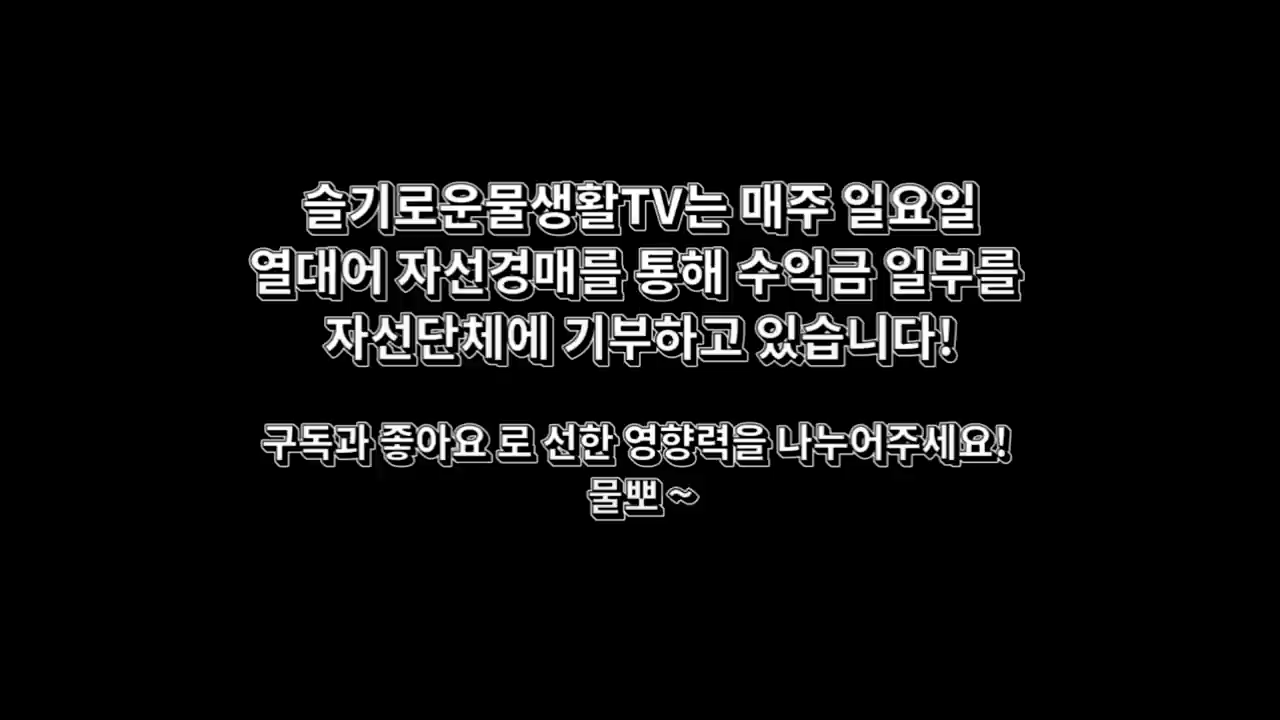 슬기로운물생활TV는 매주 일요일
열대어 자선경매를 통해 수익금 일부를
자선단체에 기부하고 있습니다!
구독과 좋아요 로 선한 영향력을 나누어주세요!
물뽀 ~